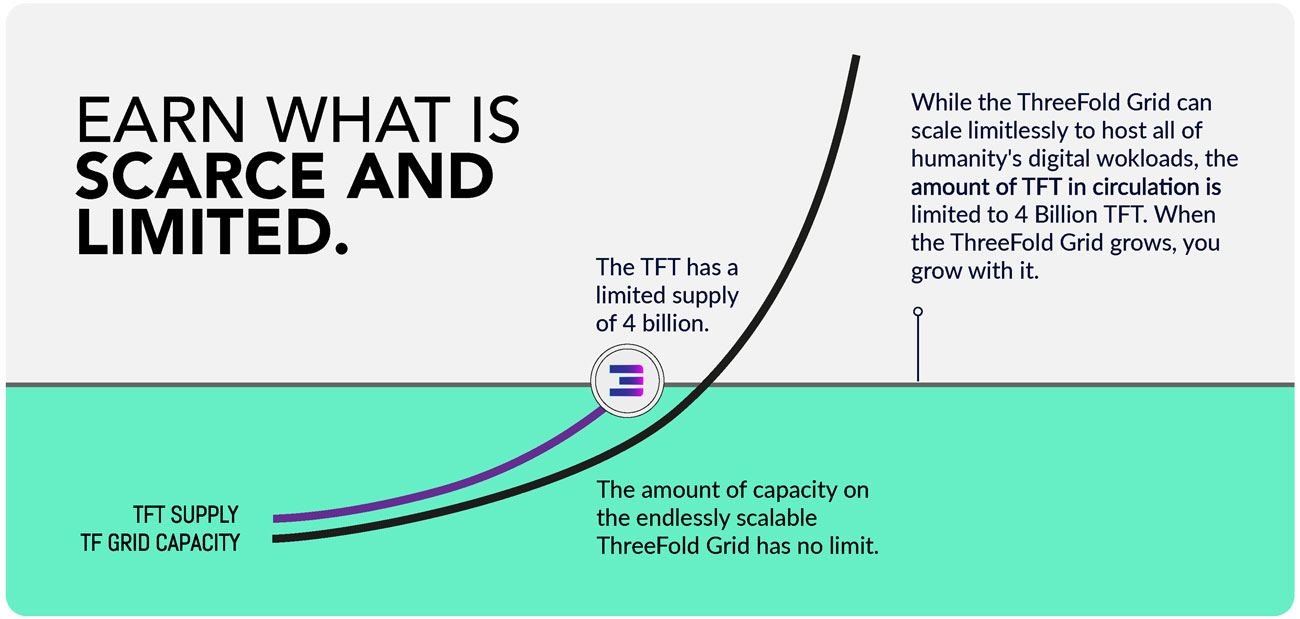 EARN WHAT IS
SCARCE AND
LIMITED.
While the ThreeFold Grid can
scale limitlessly to host all of
humanity's digital wokloads, the
amount of TFT in circulation is
limited to 4 Billion TFT. When
the ThreeFold Grid grows, you
grow with it.
The TFT has a
limited supply
of 4 billion.
TFT SUPPLY
TF GRID CAPACITY
The amount of capacity on
the endlessly scalable
ThreeFold Grid has no limit.